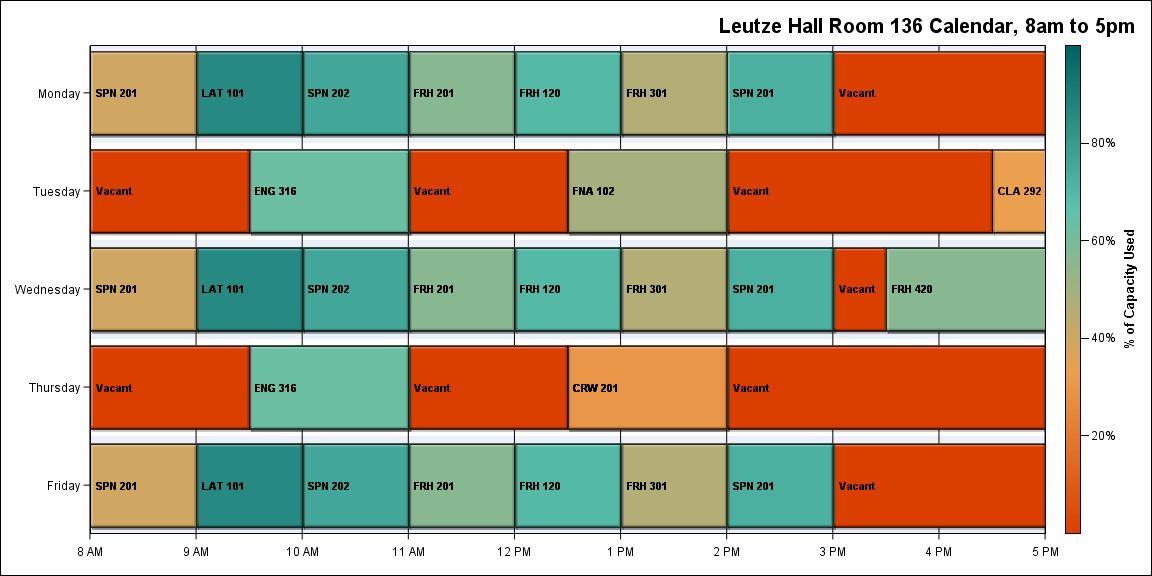 Leutze Hall Room 136 Calendar, 8am to 5pm
Monday
SPN 201
LAT 101
SPN 202
FRH 201
FRH 120
FRH 301
SPN 201
Vacant
Tuesday
Vacant
ENG 316
Vacant
FNA 102
Vacant
CLA 292
Wednesday
SPN 201
LAT 101
SPN 202
FRH 201
FRH 120
FRH 301
SPN 201
Vacant
FRH 420
Thursday
Vacant
ENG 316
Vacant
CRW 201
Vacant
Friday
SPN 201
LAT 101
SPN 202
FRH 201
FRH 120
FRH 301
SPN 201
Vacant
8 AM
9 AM
10 AM
11 AM
12 PM
1 PM
2 PM
3 PM
4 PM
5 PM
80%
60%
40%
20%
% of Capacity Used